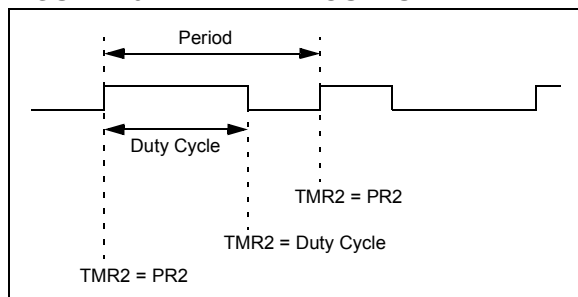 Period
Duty Cycle
TMR2 = PR2
TMR2 = Duty Cycle
TMR2 = PR2